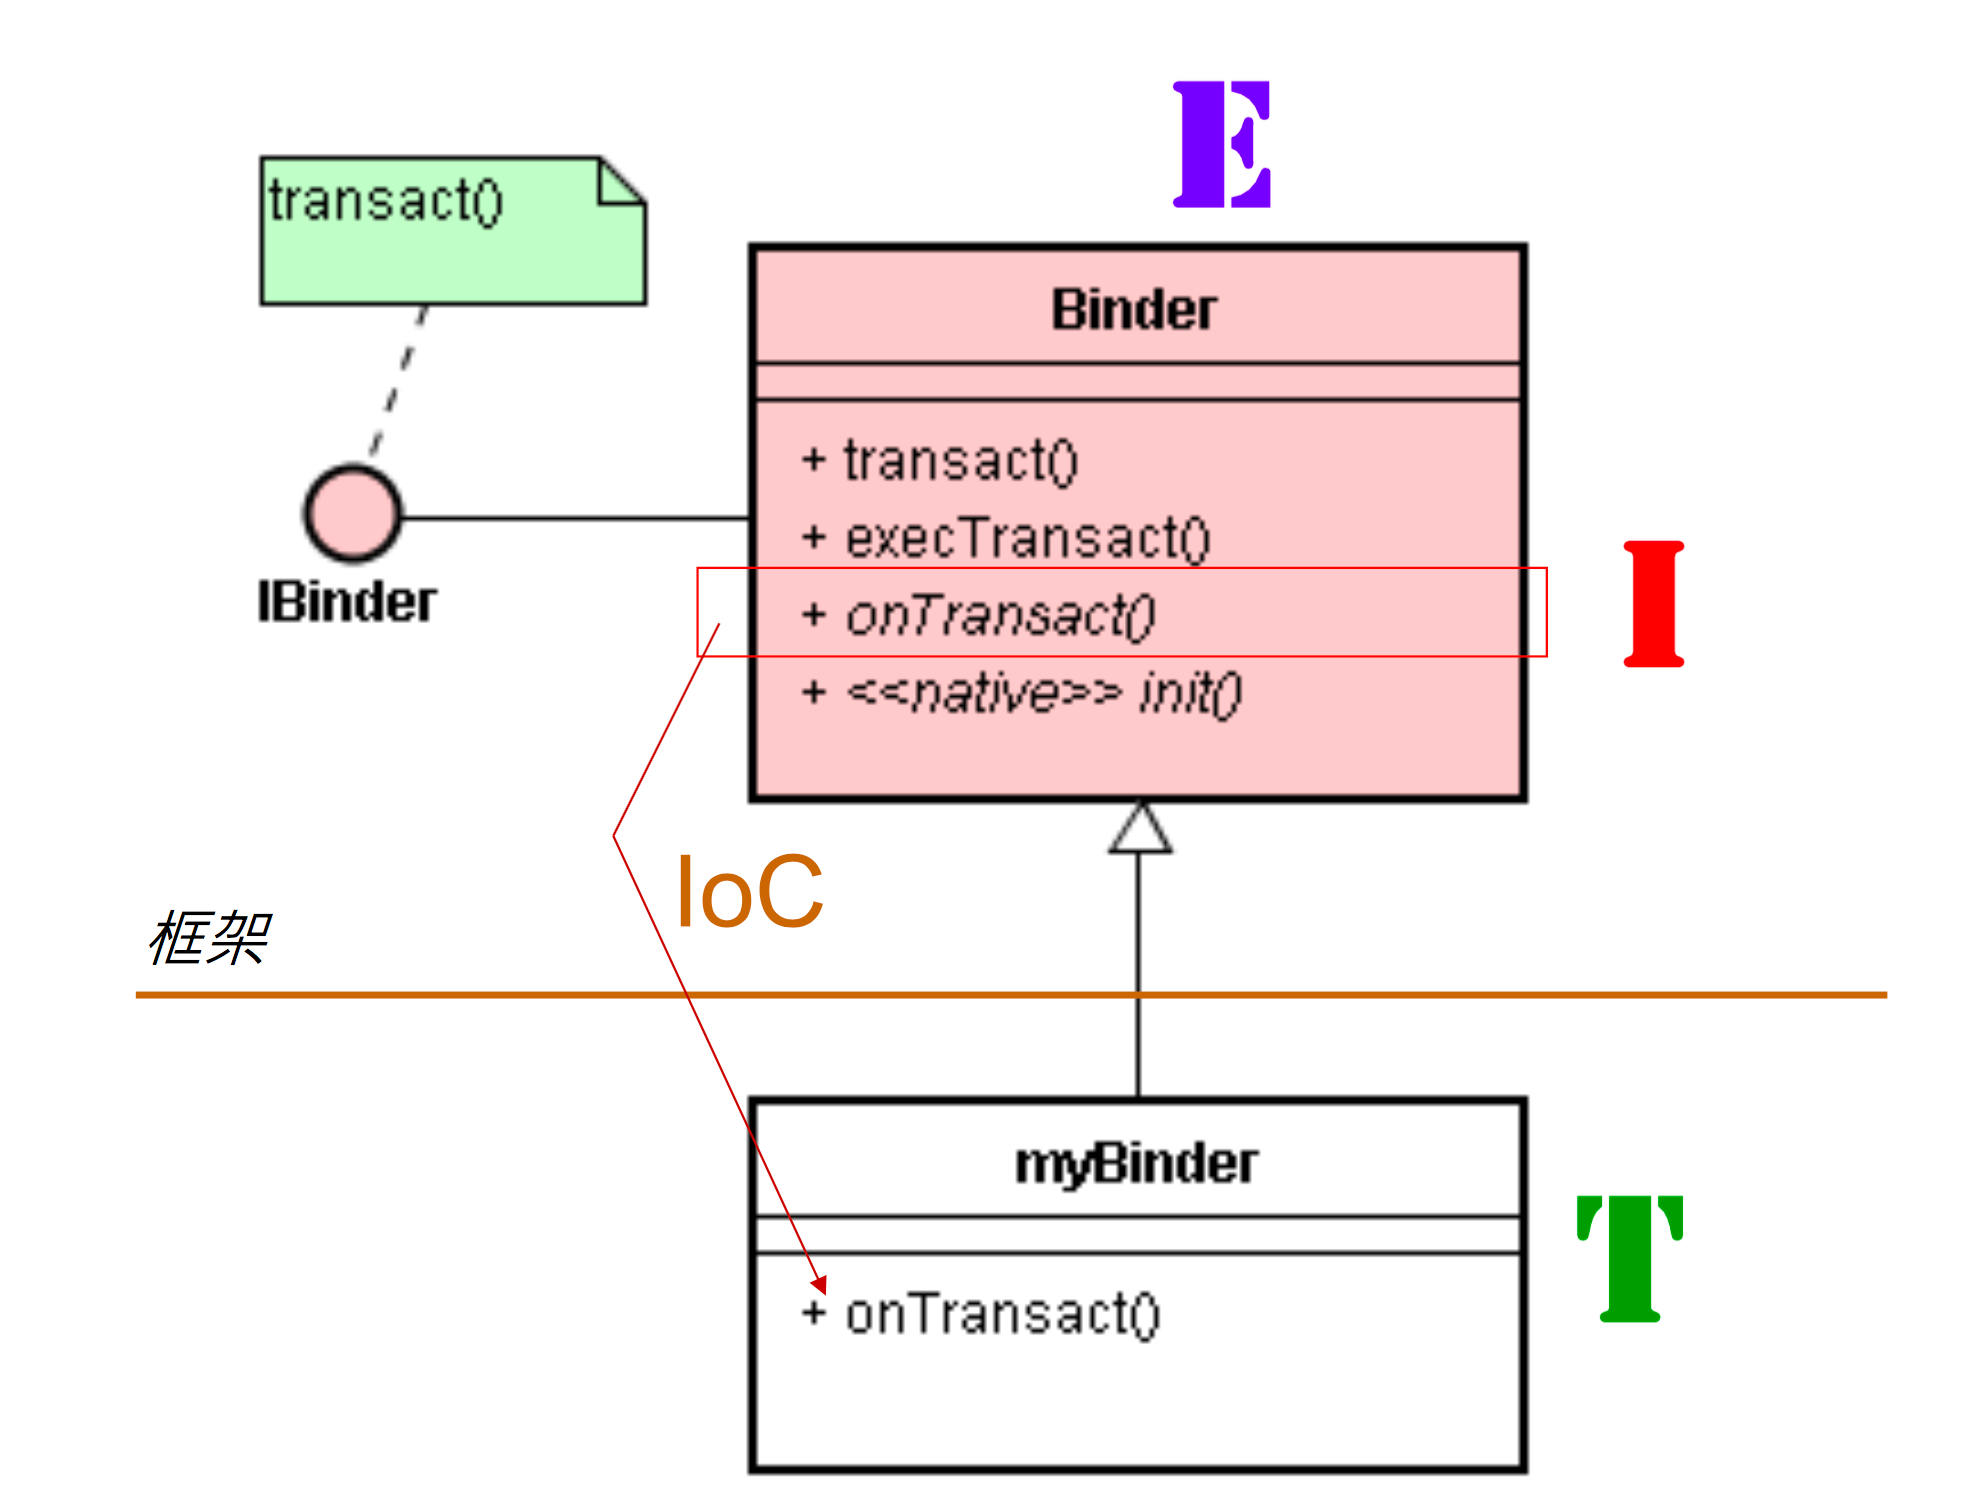 E
transact()
Binder
+ transact()
+ execTransact()
+ onTransact()
+ <<native>> init()
I
IBinder
IoC
框架
myBinder
+ onTransact()
T